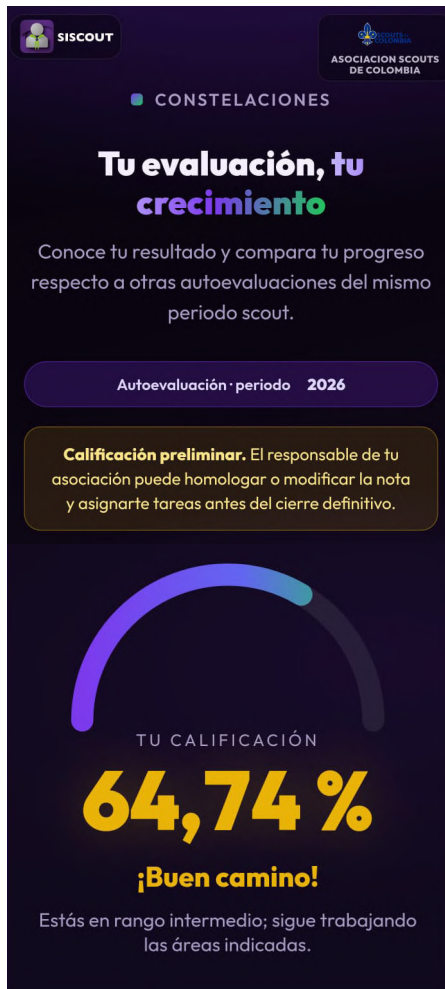 SISCOUT
SCOUTS DE
COLOMBIA
ASOCIACION SCOUTS
DE COLOMBIA
CONSTELACIONES
Tu evaluación, tu
crecimiento
Conoce tu resultado y compara tu progreso
respecto a otras autoevaluaciones del mismo
periodo scout.
Autoevaluación · periodo 2026
Calificación preliminar. El responsable de tu
asociación puede homologar o modificar la nota
y asignarte tareas antes del cierre definitivo.
TU CALIFICACIÓN
64,74 %
¡Buen camino!
Estás en rango intermedio; sigue trabajando
las áreas indicadas.